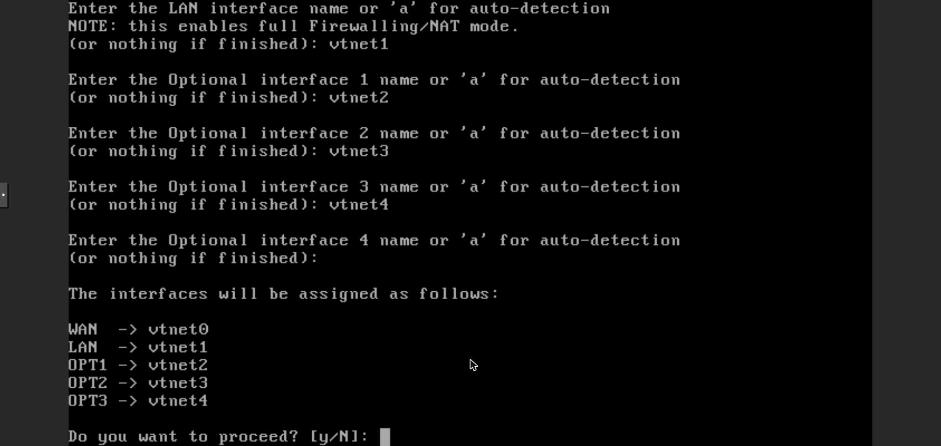 Enter the LAN interface name or 'a' for auto-detection
NOTE: this enables full Firewalling/NAT mode.
(or nothing if finished): vtnet1
Enter the Optional interface 1 name or 'a' for auto-detection
(or nothing if finished): vtnet2
Enter the Optional interface 2 name or 'a' for auto-detection
(or nothing if finished): vtnet3
Enter the Optional interface 3 name or 'a' for auto-detection
(or nothing if finished): vtnet4
Enter the Optional interface 4 name or 'a' for auto-detection
(or nothing if finished):
The interfaces will be assigned as follows:
WAN  -> vtnet0
LAN  -> vtnet1
OPT1 -> vtnet2
OPT2 -> vtnet3
OPT3 -> vtnet4
Do you want to proceed? [y/N]: